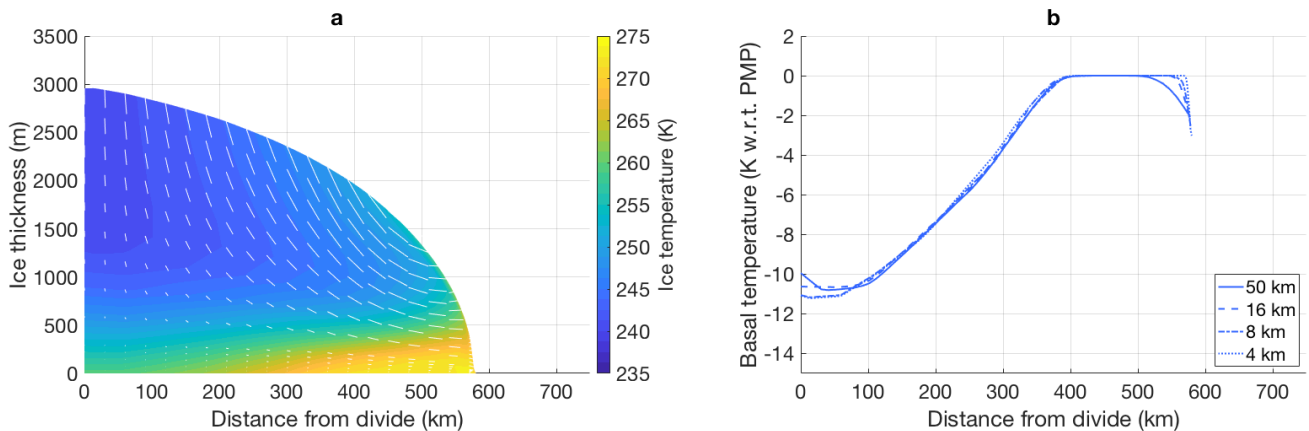 a
3500
3000
2500
2000
1500
1000
500
0
Ice thickness (m)
0 100 200 300 400 500 600 700
Distance from divide (km)
275
270
265
260
255
250
245
240
235
Ice temperature (K)
b
2
0
-2
-4
-6
-8
-10
-12
-14
Basal temperature (K w.r.t. PMP)
0 100 200 300 400 500 600 700
Distance from divide (km)
50 km
16 km
8 km
4 km